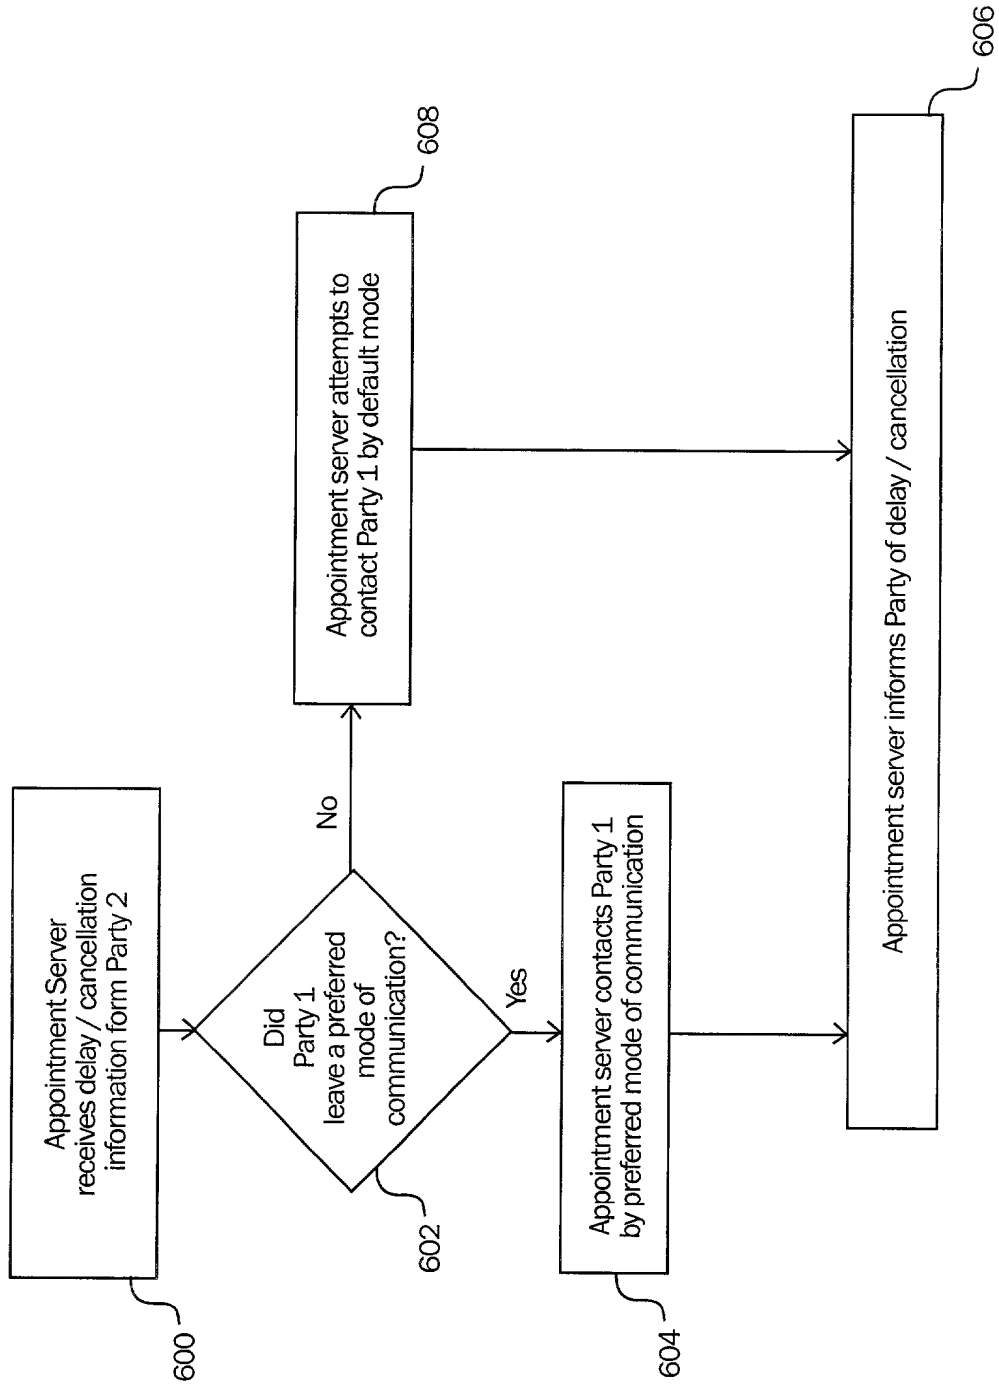 Appointment Server
receives delay / cancellation
information form Party 2
600
Did
Party 1
leave a preferred
mode of
communication?
602
No
Appointment server attempts to
contact Party 1 by default mode
608
Yes
Appointment server contacts Party 1
by preferred mode of communication
604
Appointment server informs Party of delay / cancellation
606